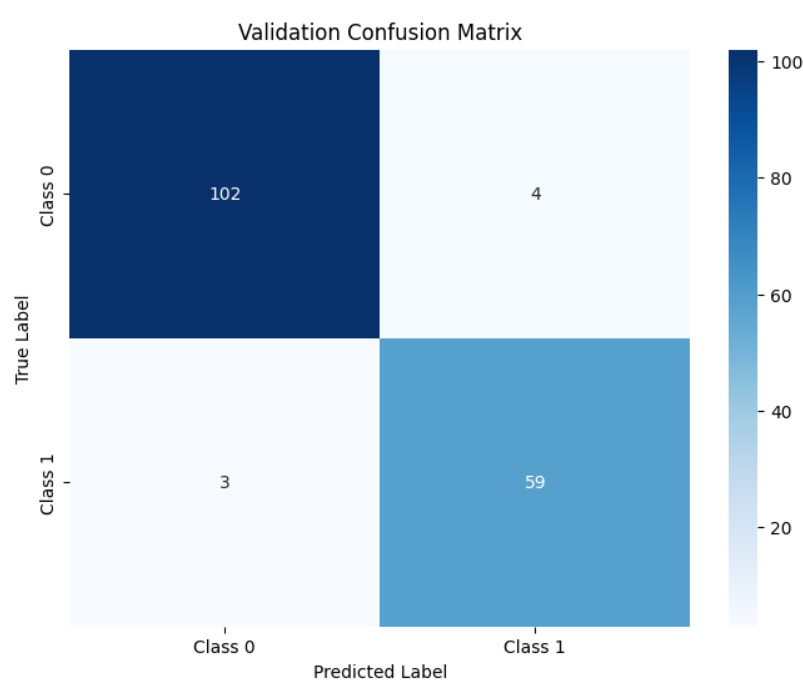 Validation Confusion Matrix
True Label
Class 0
102
4
Class 1
3
59
Class 0
Class 1
Predicted Label
100
80
60
40
20